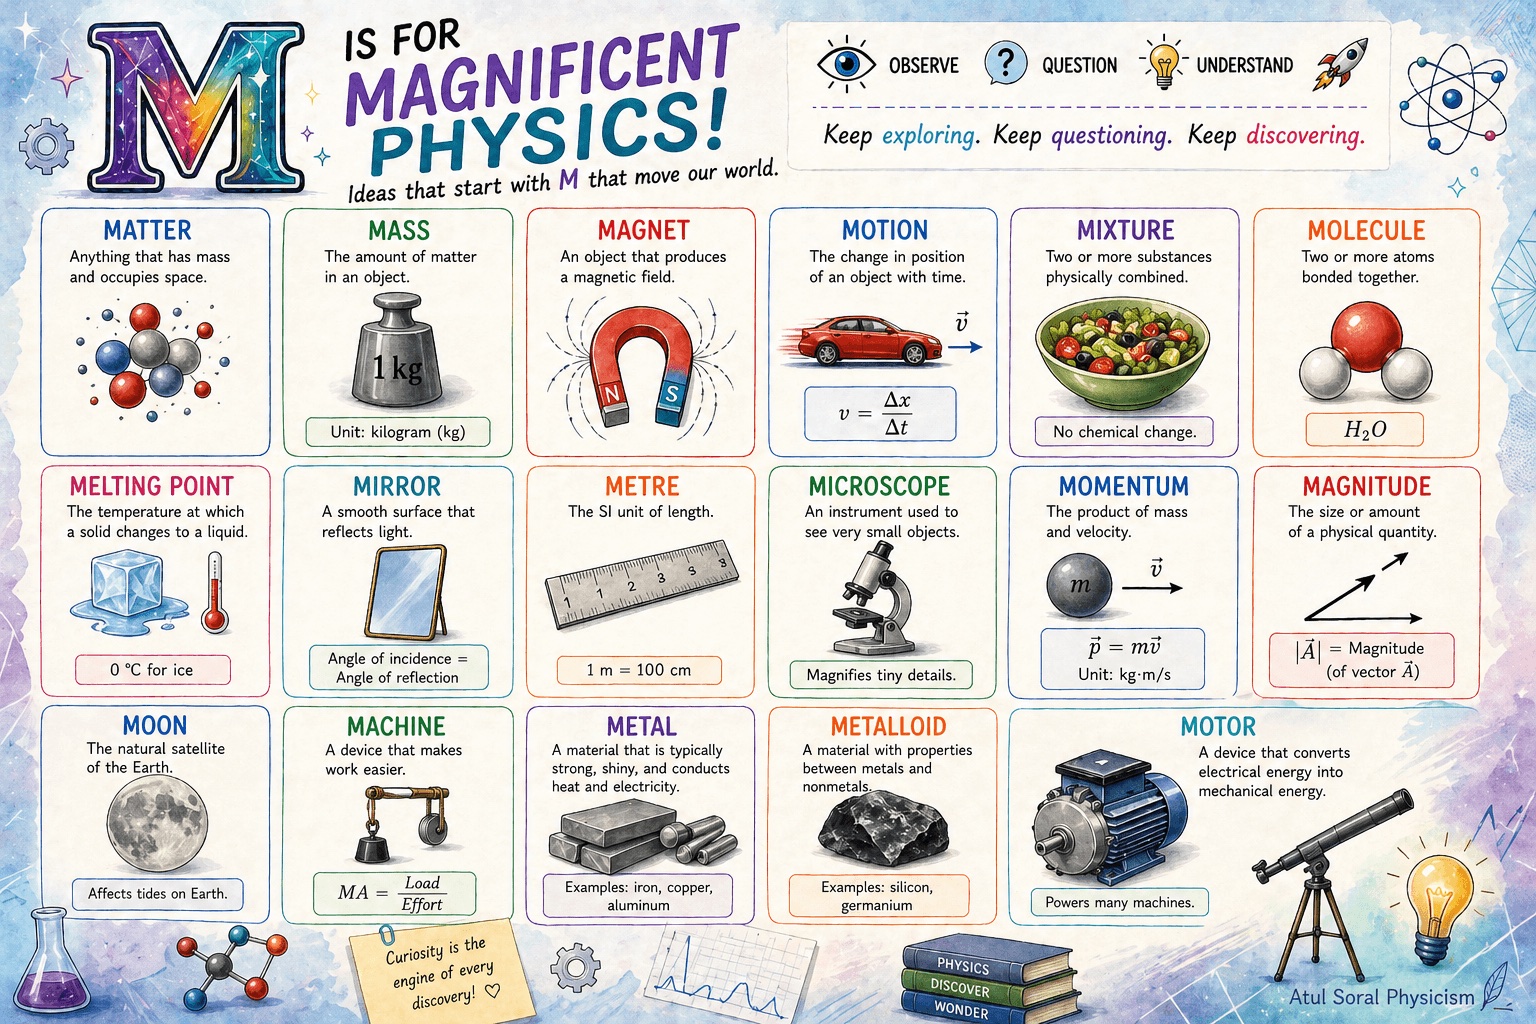 M
IS FOR
MAGNIFICENT
PHYSICS!
Ideas that start with M that move our world.
OBSERVE
?
QUESTION
UNDERSTAND
Keep exploring. Keep questioning. Keep discovering.
MATTER
Anything that has mass
and occupies space.
MASS
The amount of matter
in an object.
1 kg
Unit: kilogram (kg)
MAGNET
An object that produces
a magnetic field.
N
S
MOTION
The change in position
of an object with time.
v⃗
v = Δx/Δt
MIXTURE
Two or more substances
physically combined.
No chemical change.
MOLECULE
Two or more atoms
bonded together.
H₂O
MELTING POINT
The temperature at which
a solid changes to a liquid.
0 °C for ice
MIRROR
A smooth surface that
reflects light.
Angle of incidence =
Angle of reflection
METRE
The SI unit of length.
1 1 2 3 s 8
1 m = 100 cm
MICROSCOPE
An instrument used to
see very small objects.
Magnifies tiny details.
MOMENTUM
The product of mass
and velocity.
m
v⃗
p⃗ = mv⃗
Unit: kg·m/s
MAGNITUDE
The size or amount
of a physical quantity.
|A⃗| = Magnitude
(of vector A⃗)
MOON
The natural satellite
of the Earth.
Affects tides on Earth.
MACHINE
A device that makes
work easier.
MA = Load/Effort
METAL
A material that is typically
strong, shiny, and conducts
heat and electricity.
Examples: iron, copper,
aluminum
METALLOID
A material with properties
between metals and
nonmetals.
Examples: silicon,
germanium
MOTOR
A device that converts
electrical energy into
mechanical energy.
Powers many machines.
Curiosity is the
engine of every
discovery! ♡
PHYSICS
DISCOVER
WONDER
Atul Soral Physicism